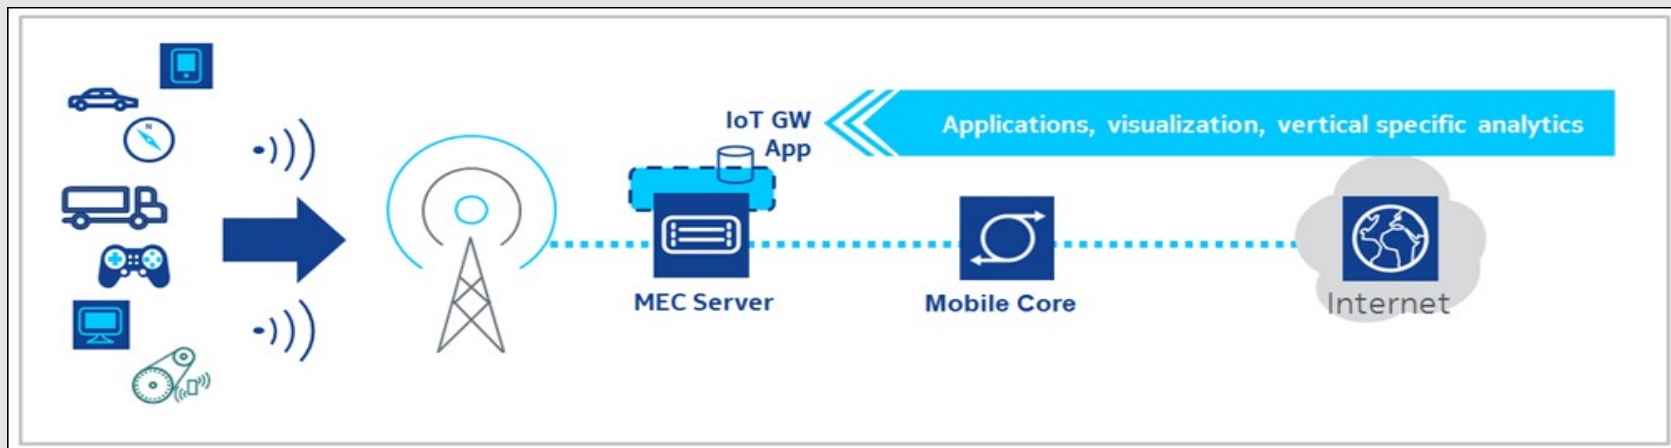 IoT GW
App
Applications, visualization, vertical specific analytics
N
MEC Server
Mobile Core
Internet